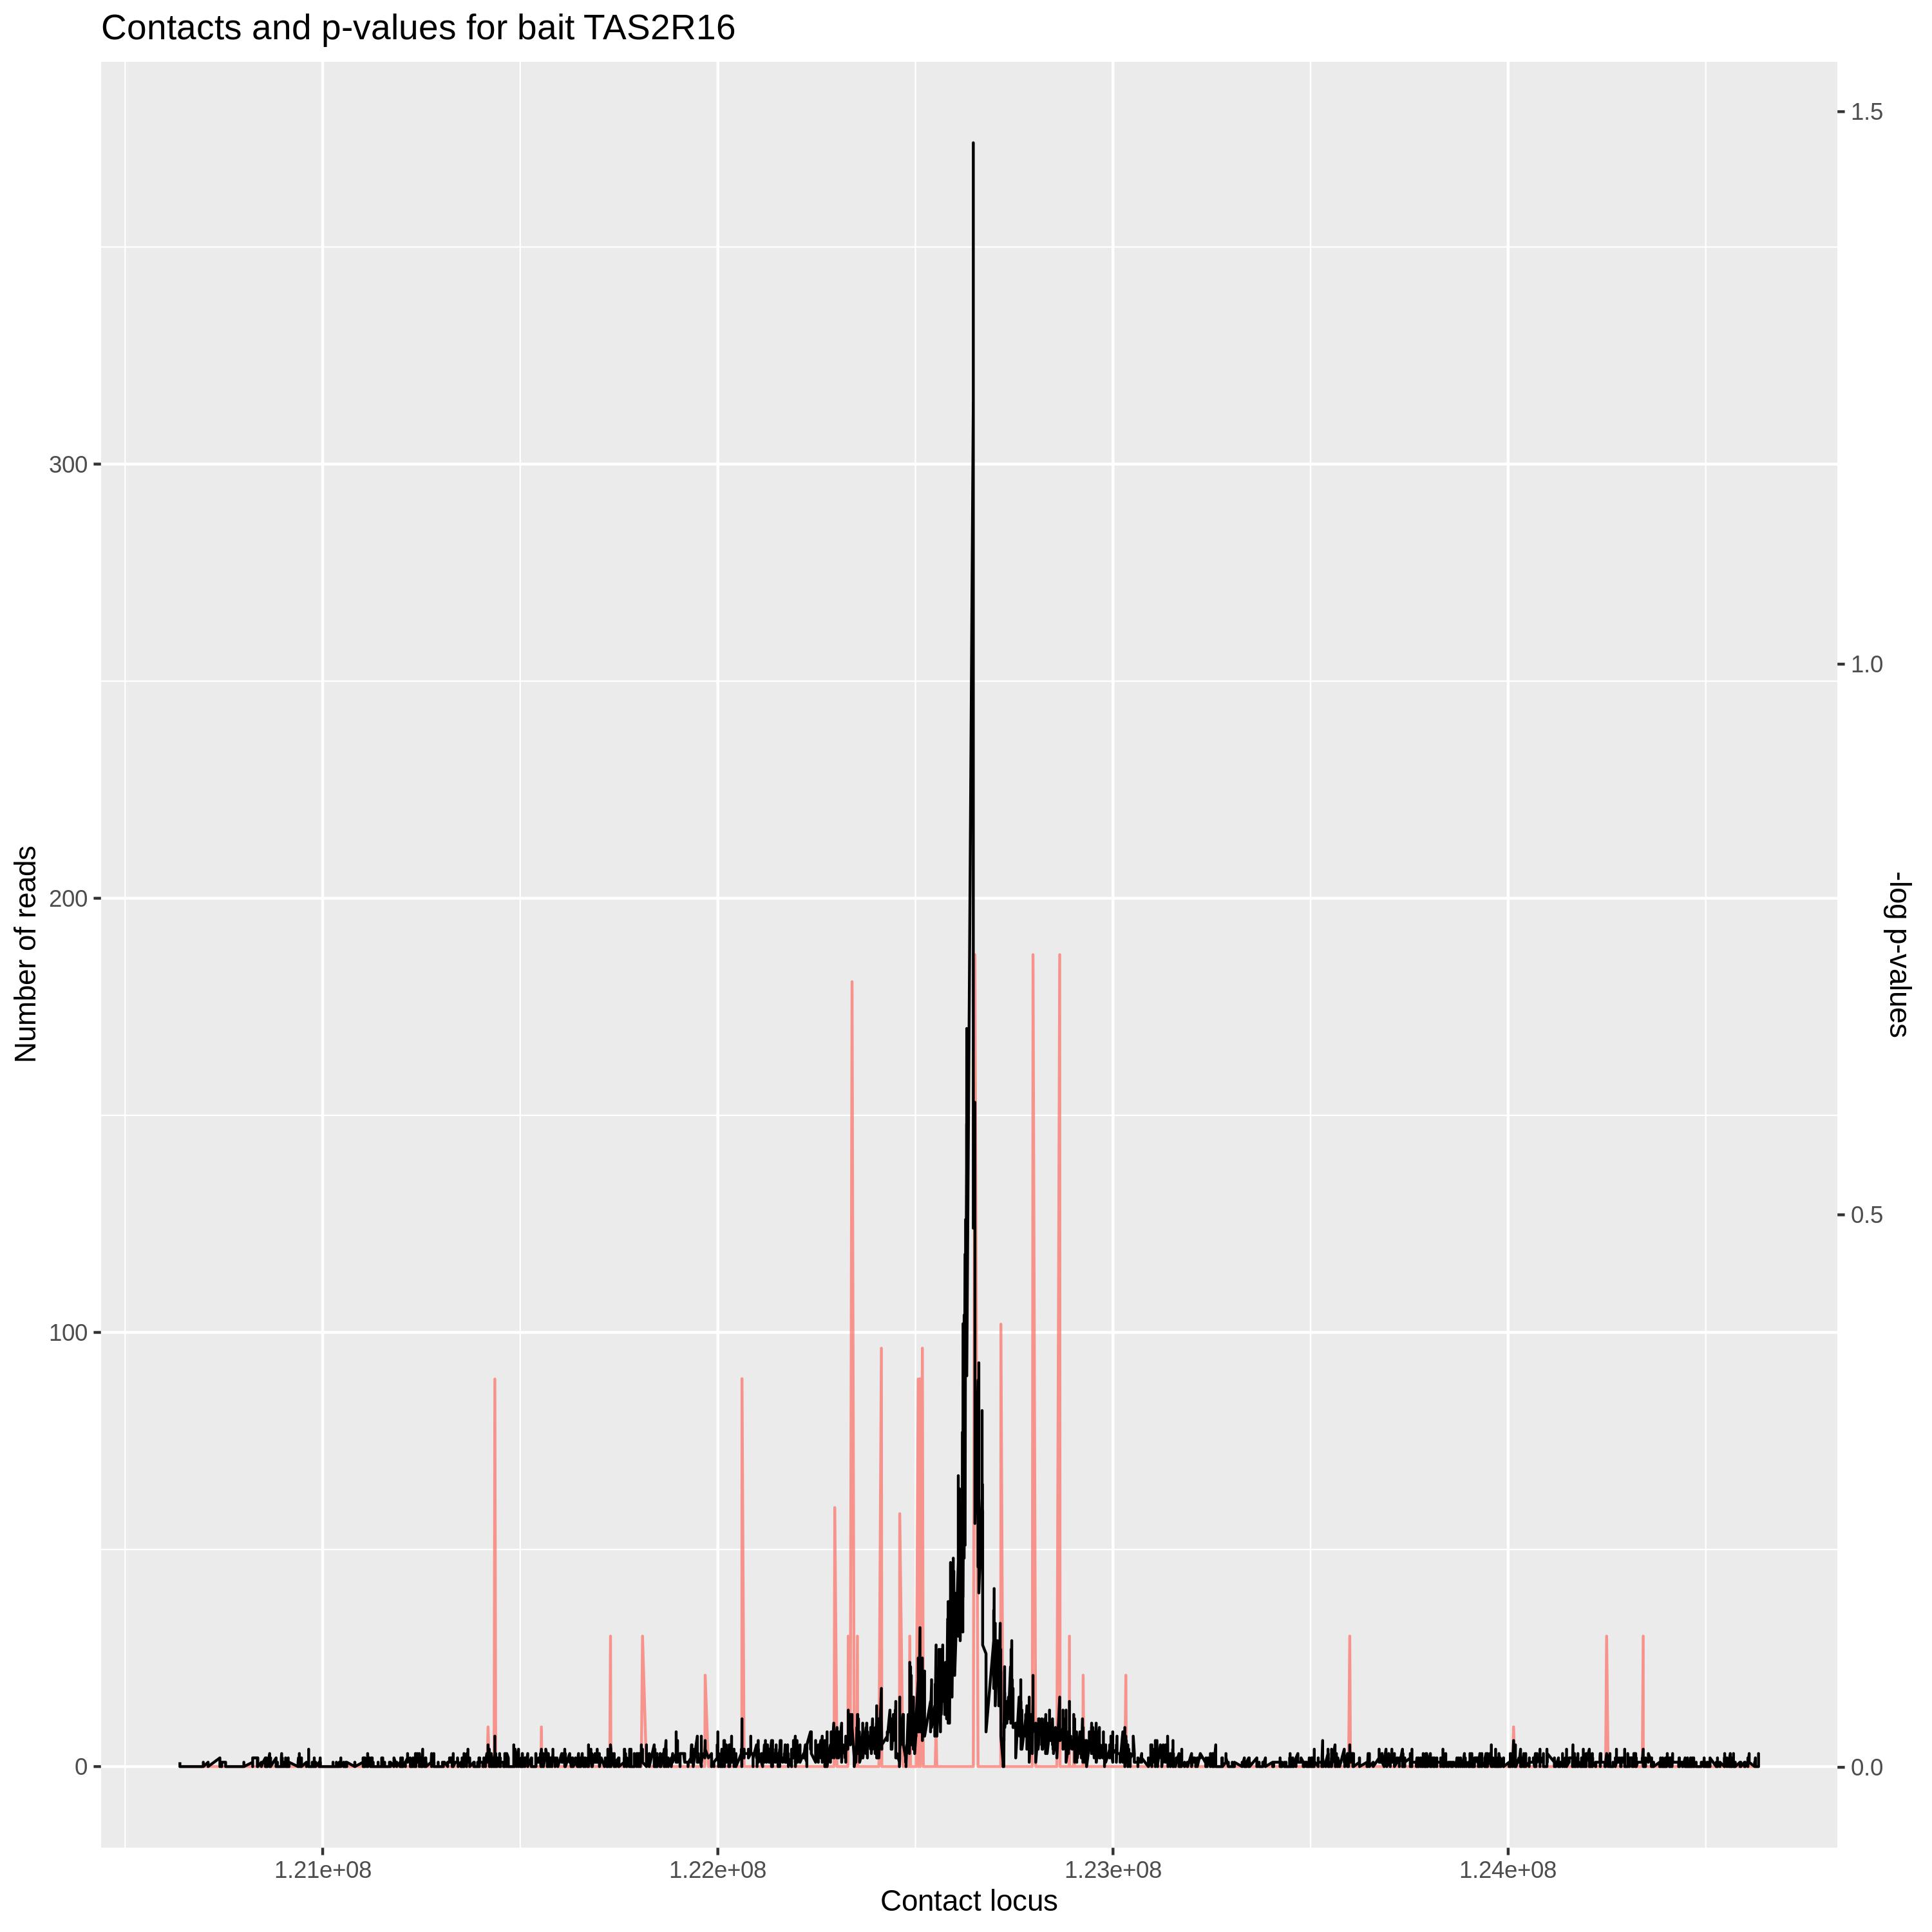 Contacts and p-values for bait TAS2R16
1.5
300
1.0
Number of reads
200
-log p-values
0.5
100
0
0.0
1.21e+08
1.22e+08
1.23e+08
1.24e+08
Contact locus